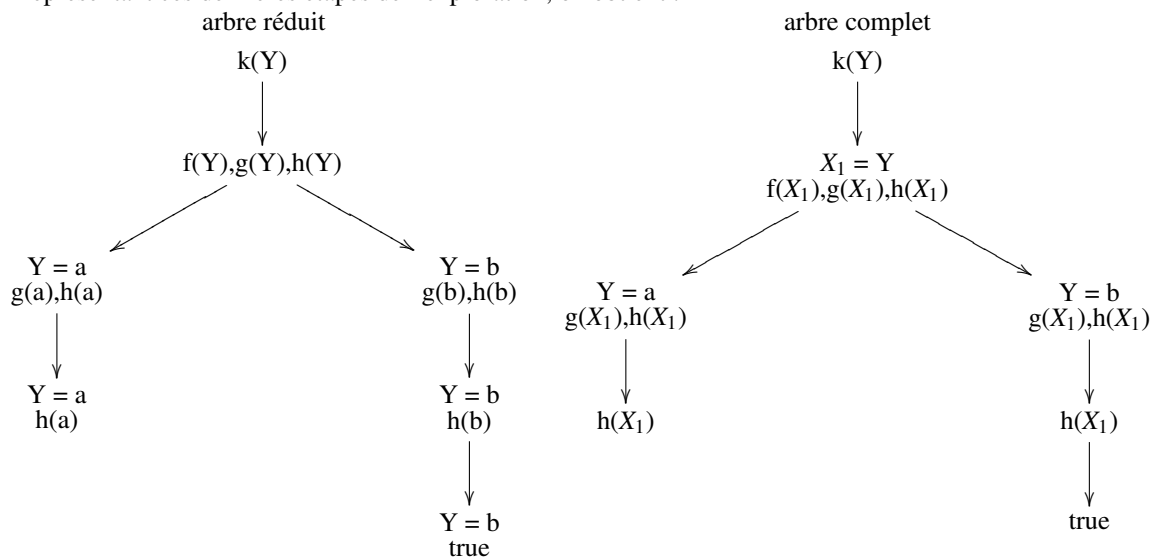 arbre réduit
k(Y)
f(Y),g(Y),h(Y)
Y = a
g(a),h(a)
Y = b
g(b),h(b)
Y = a
h(a)
Y = b
h(b)
Y = b
true
arbre complet
k(Y)
X₁ = Y
f(X₁),g(X₁),h(X₁)
Y = a
g(X₁),h(X₁)
Y = b
g(X₁),h(X₁)
h(X₁)
h(X₁)
true